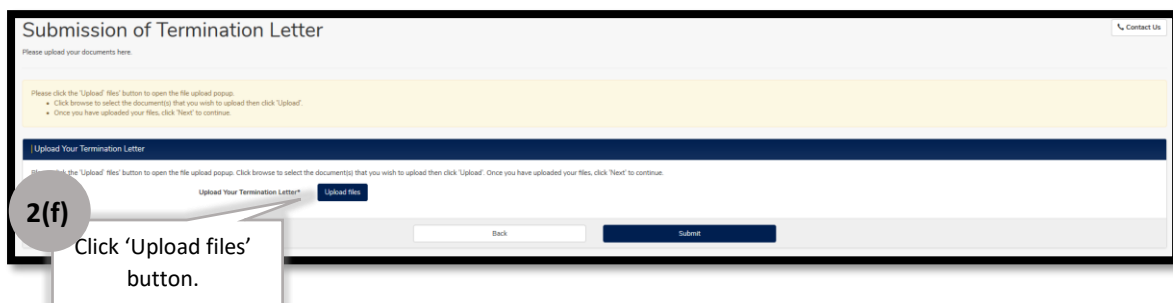 Submission of Termination Letter
Contact Us
Please upload your documents here.
Please click the 'Upload' files' button to open the file upload popup.
• Click browse to select the document(s) that you wish to upload then click 'Upload'.
• Once you have uploaded your files, click 'Next' to continue.
| Upload Your Termination Letter
click the 'Upload' files' button to open the file upload popup. Click browse to select the document(s) that you wish to upload then click 'Upload'. Once you have uploaded your files, click 'Next' to continue.
Upload Your Termination Letter* Upload files
2(f)
Back Submit
Click ‘Upload files’
button.